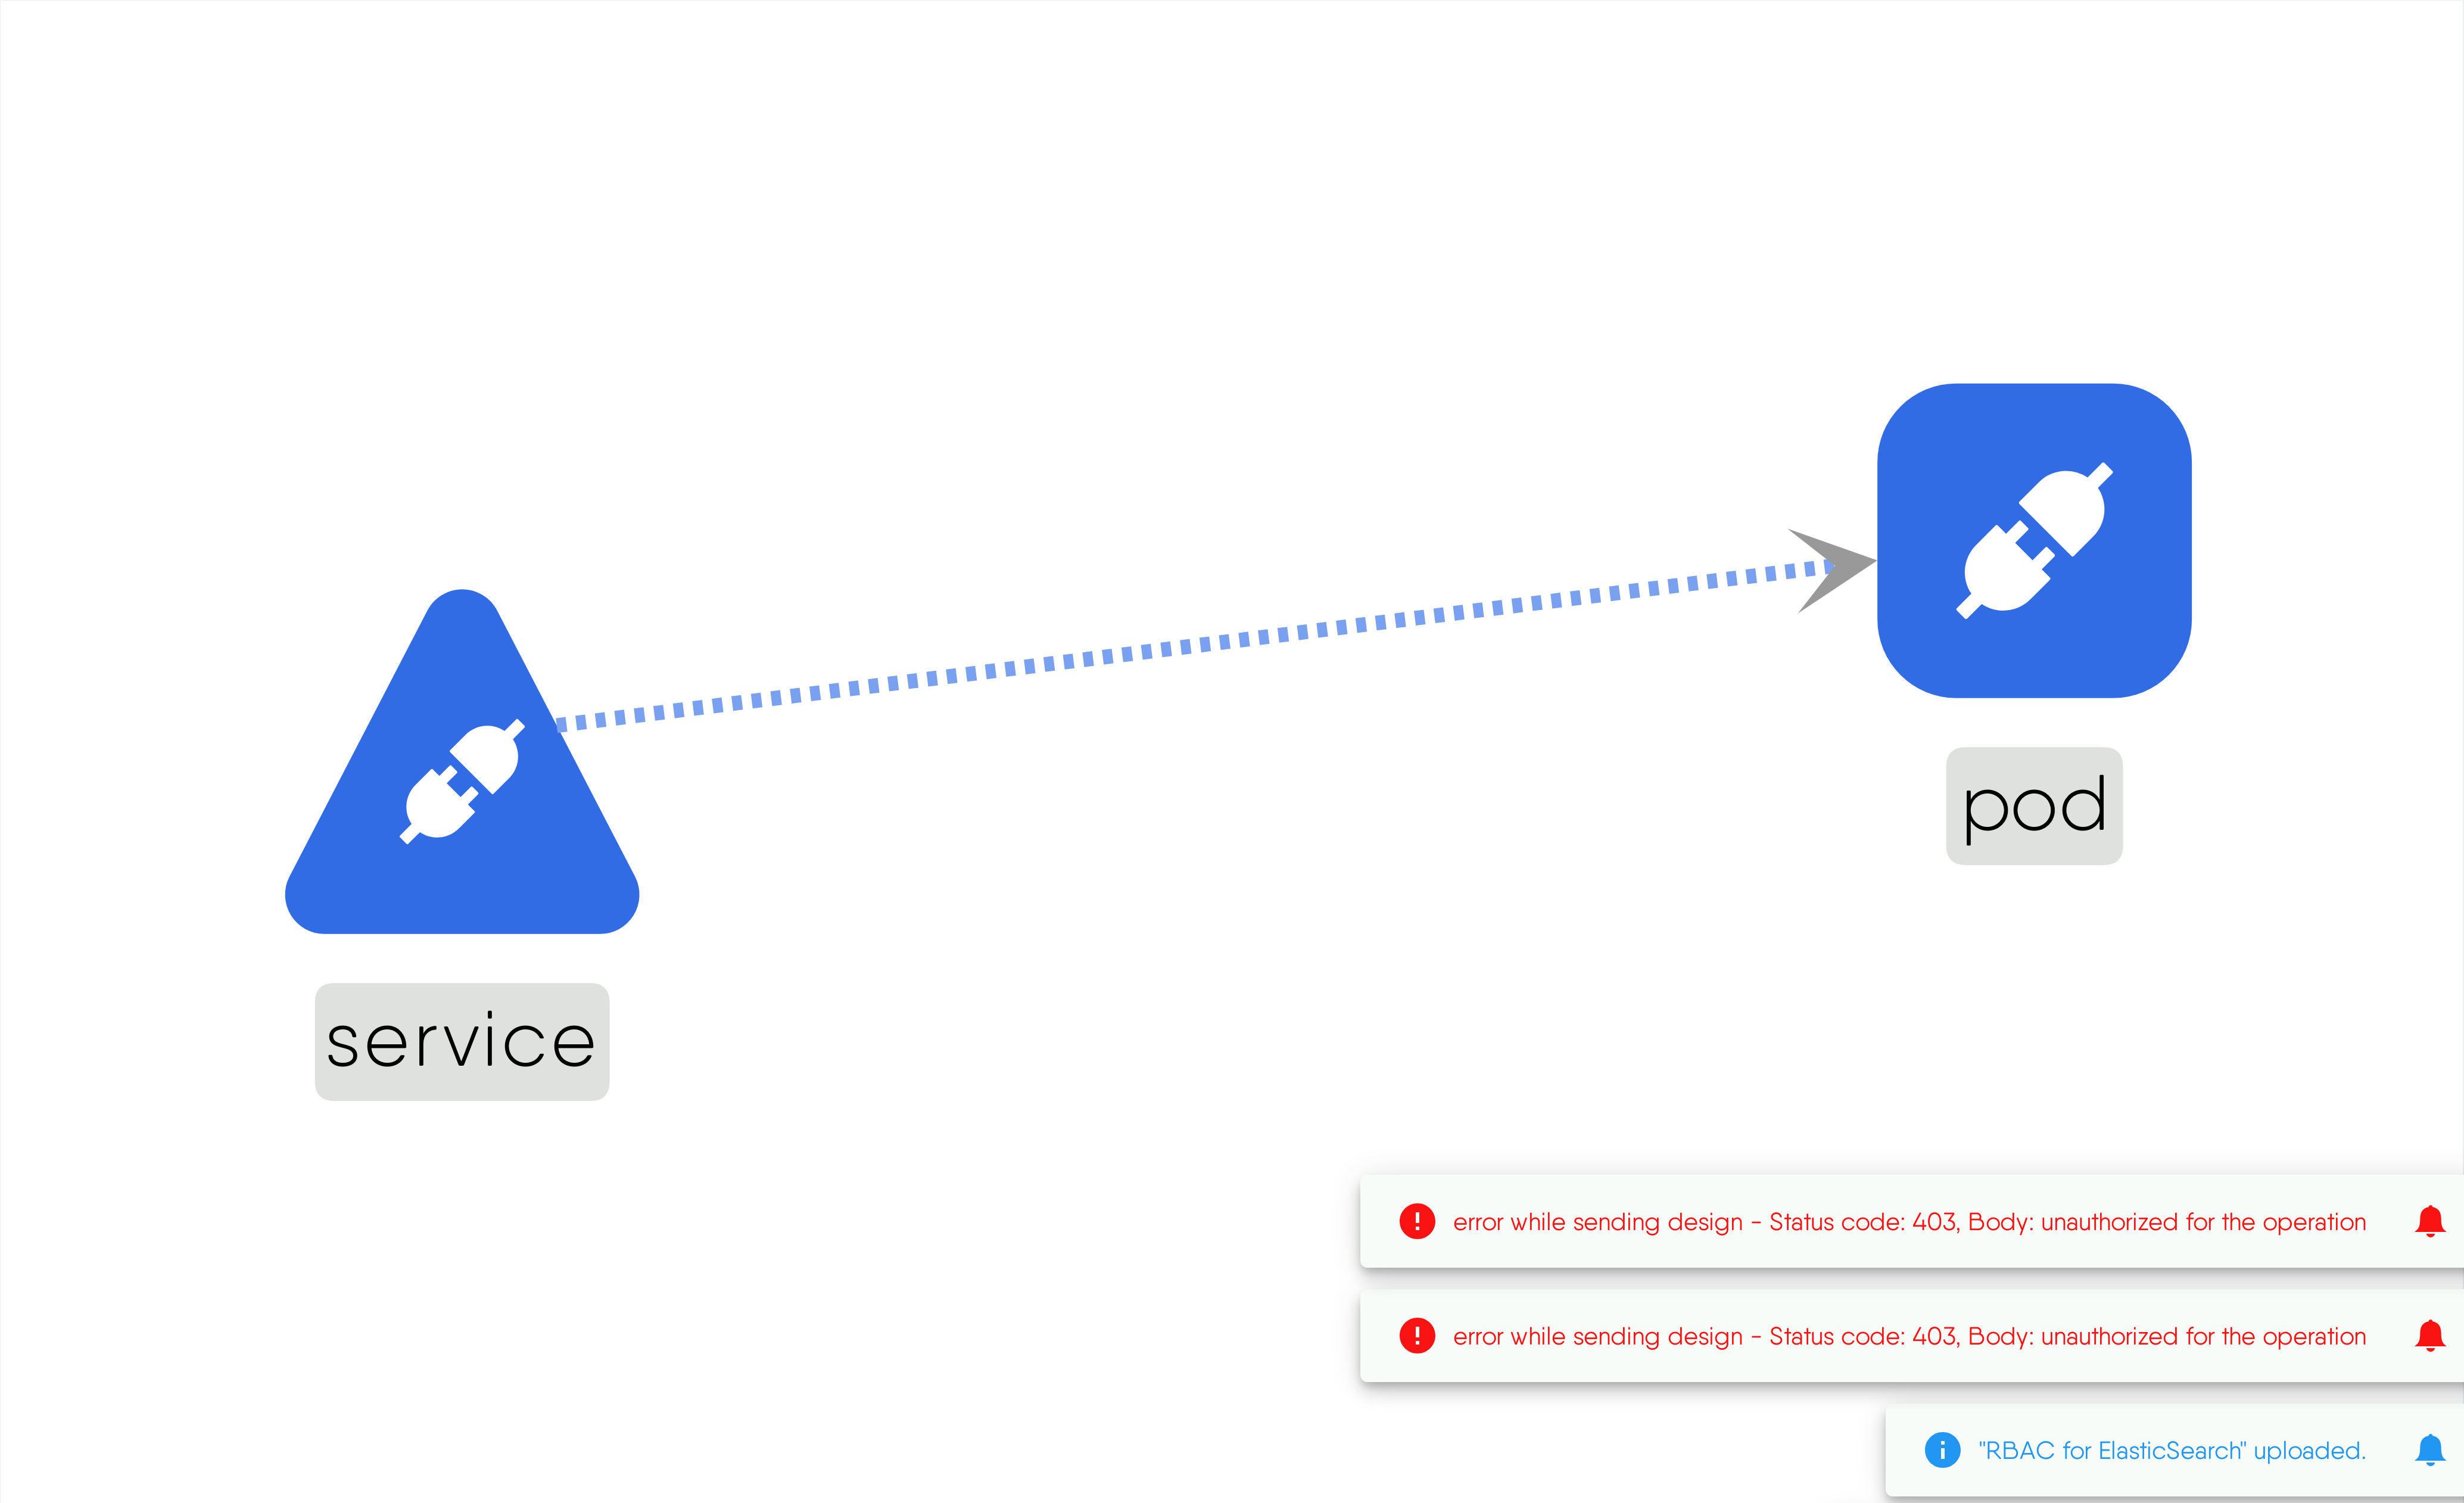 pod
service
error while sending design - Status code: 403, Body: unauthorized for the operation
error while sending design - Status code: 403, Body: unauthorized for the operation
"RBAC for ElasticSearch" uploaded.